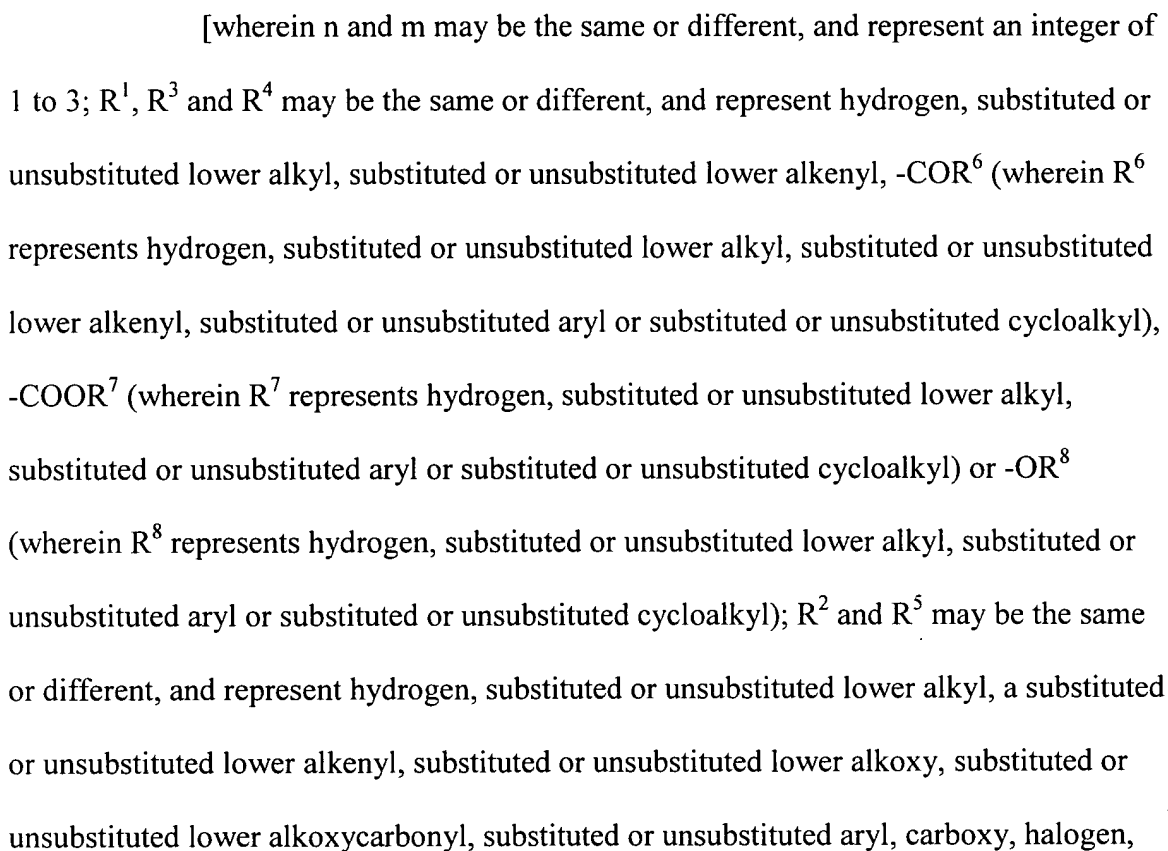 [wherein n and m may be the same or different, and represent an integer of
1 to 3; R¹, R³ and R⁴ may be the same or different, and represent hydrogen, substituted or
unsubstituted lower alkyl, substituted or unsubstituted lower alkenyl, -COR⁶ (wherein R⁶
represents hydrogen, substituted or unsubstituted lower alkyl, substituted or unsubstituted
lower alkenyl, substituted or unsubstituted aryl or substituted or unsubstituted cycloalkyl),
-COOR⁷ (wherein R⁷ represents hydrogen, substituted or unsubstituted lower alkyl,
substituted or unsubstituted aryl or substituted or unsubstituted cycloalkyl) or -OR⁸
(wherein R⁸ represents hydrogen, substituted or unsubstituted lower alkyl, substituted or
unsubstituted aryl or substituted or unsubstituted cycloalkyl); R² and R⁵ may be the same
or different, and represent hydrogen, substituted or unsubstituted lower alkyl, a substituted
or unsubstituted lower alkenyl, substituted or unsubstituted lower alkoxy, substituted or
unsubstituted lower alkoxycarbonyl, substituted or unsubstituted aryl, carboxy, halogen,